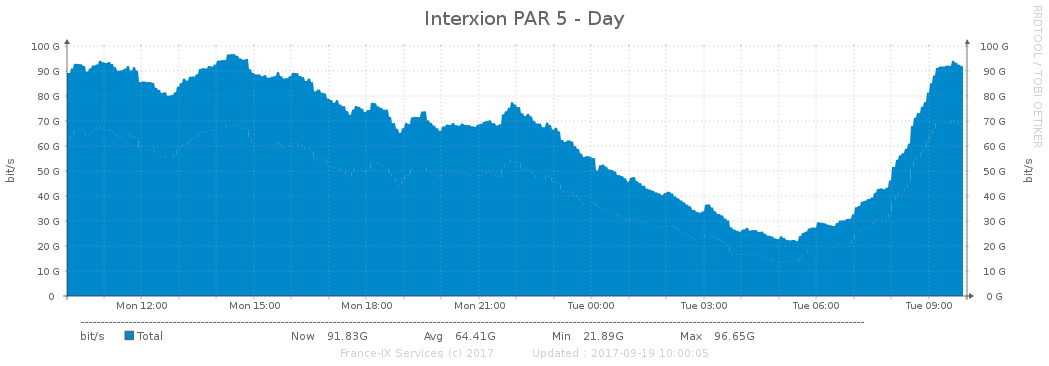 Interxion PAR 5 - Day
RRDTOOL / TOBI OETIKER
100 G 100 G
90 G 90 G
80 G 80 G
70 G 70 G
60 G 60 G
50 G 50 G
40 G 40 G
30 G 30 G
20 G 20 G
10 G 10 G
0 0 G
bit/s bit/s
Mon 12:00 Mon 15:00 Mon 18:00 Mon 21:00 Tue 00:00 Tue 03:00 Tue 06:00 Tue 09:00
bit/s Total Now 91.83G Avg 64.41G Min 21.89G Max 96.65G
France-IX Services (c) 2017 Updated : 2017-09-19 10:00:05